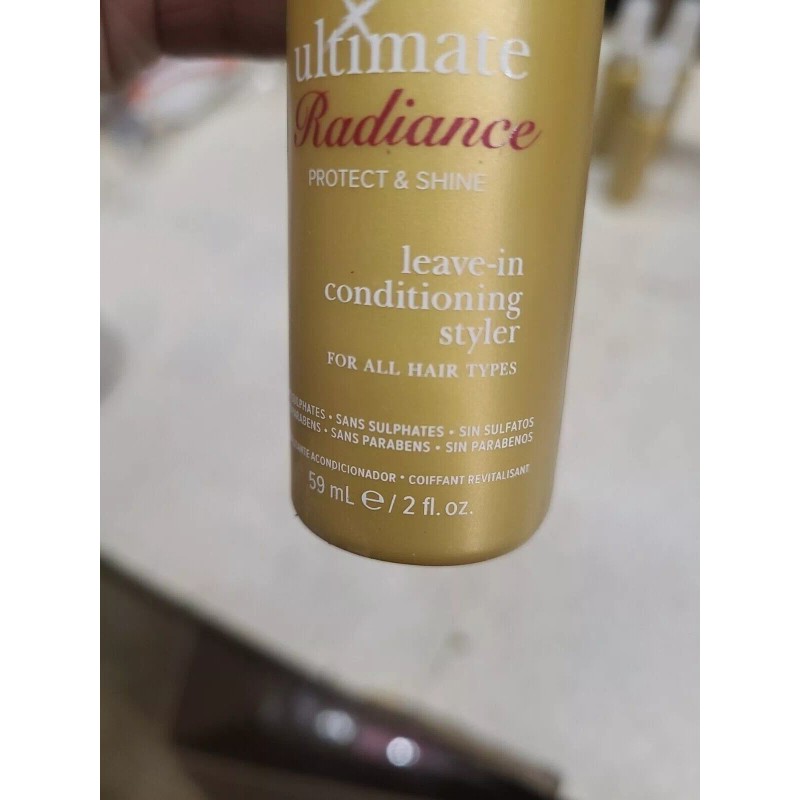 ultimate
Radiance
PROTECT & SHINE
leave-in
conditioning
styler
FOR ALL HAIR TYPES
SANS SULPHATES • SIN SULFATOS
• SANS PARABENS • SIN PARABENOS
ACONDICIONADOR • COIFFANT REVITALISANT
59 mL ℮ / 2 fl. oz.